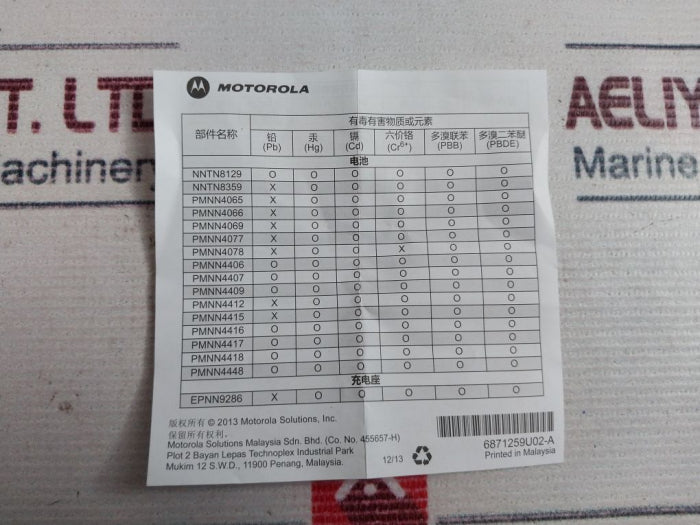 T. LTD
achinery
AELIY
Marine
MOTOROLA
部件名称 有毒有害物质或元素
铅 (Pb) 汞 (Hg) 镉 (Cd) 六价铬 (Cr6+) 多溴联苯 (PBB) 多溴二苯醚 (PBDE)
电池
NNTN8129 O O O O O O
NNTN8359 X O O O O O
PMNN4065 X O O O O O
PMNN4066 X O O O O O
PMNN4069 X O O O O O
PMNN4077 X O O O O O
PMNN4078 X O O X O O
PMNN4406 O O O O O O
PMNN4407 O O O O O O
PMNN4409 O O O O O O
PMNN4412 X O O O O O
PMNN4415 X O O O O O
PMNN4416 O O O O O O
PMNN4417 O O O O O O
PMNN4418 O O O O O O
PMNN4448 O O O O O O
充电座
EPNN9286 X O O O O O
版权所有 © 2013 Motorola Solutions, Inc.
保留所有权利。
Motorola Solutions Malaysia Sdn. Bhd. (Co. No. 455657-H)
Plot 2 Bayan Lepas Technoplex Industrial Park
Mukim 12 S.W.D., 11900 Penang, Malaysia.
12/13
6871259U02-A
Printed in Malaysia